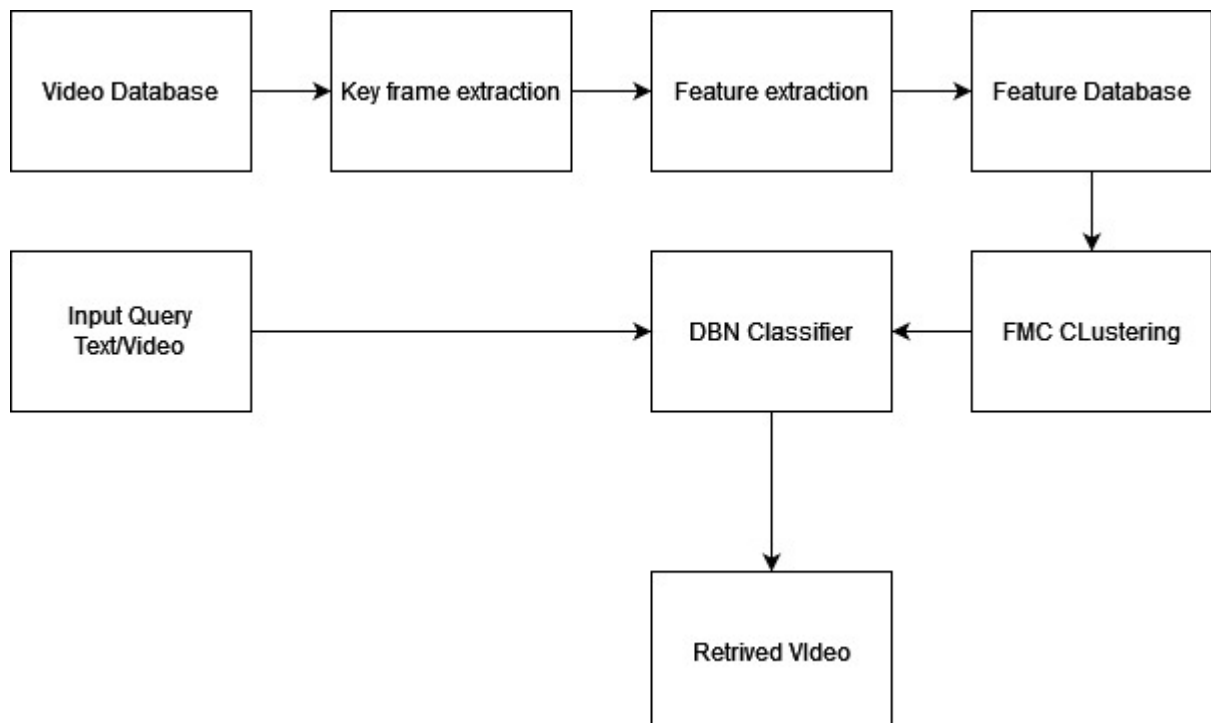 Video Database
Key frame extraction
Feature extraction
Feature Database
Input Query
Text/Video
DBN Classifier
FMC CLustering
Retrived VIdeo